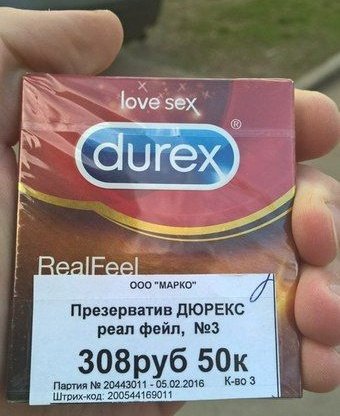 love sex
durex®
RealFeel
ООО "МАРКО"
Презерватив ДЮРЕКС
реал фейл, №3
308руб 50к
Партия № 20443011 - 05.02.2016 К-во 3
Штрих-код: 200544169011